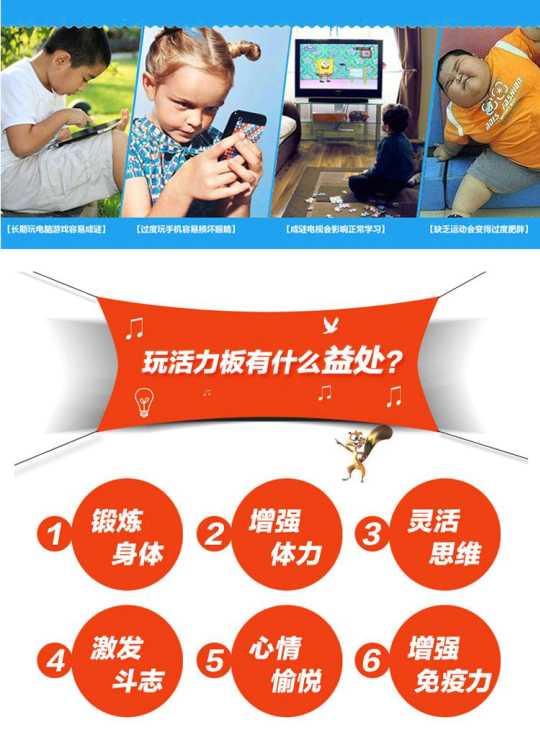 【长期玩电脑游戏容易成谜】
【过度玩手机容易损坏眼睛】
【成谜电视会影响正常学习】
【缺乏运动会变得过度肥胖】
玩活力板有什么益处?
1 锻炼
身体
2 增强
体力
3 灵活
思维
4 激发
斗志
5 心情
愉悦
6 增强
免疫力